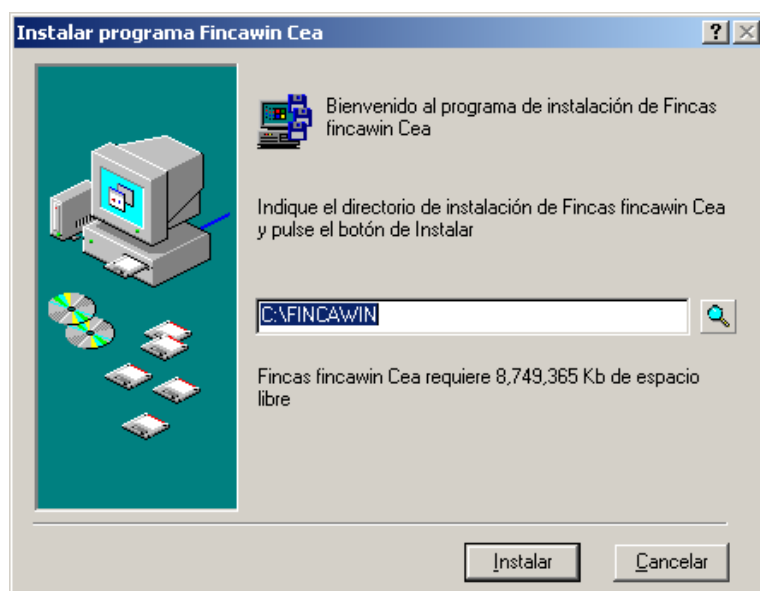 Instalar programa Fincawin Cea
Bienvenido al programa de instalación de Fincas
fincawin Cea
Indique el directorio de instalación de Fincas fincawin Cea
y pulse el botón de Instalar
C:\FINCAWIN
Fincas fincawin Cea requiere 8,749,365 Kb de espacio
libre
Instalar
Cancelar